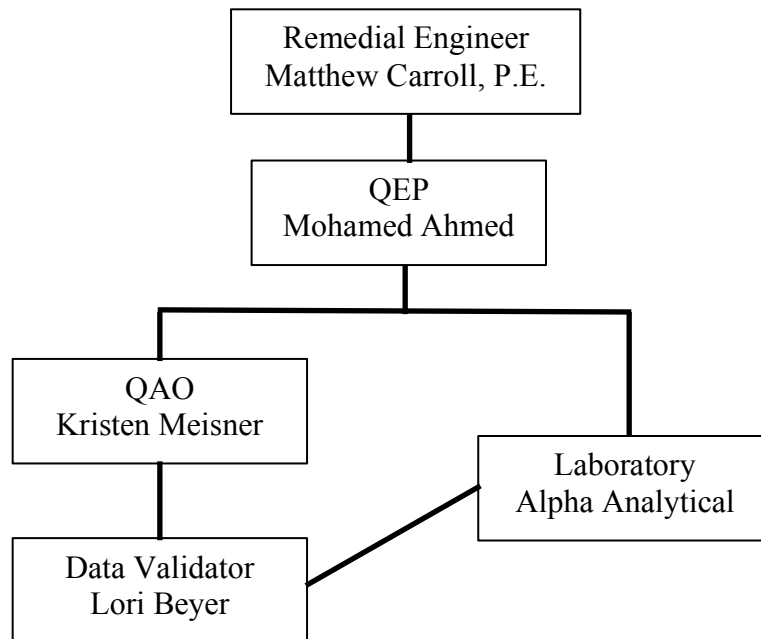 Remedial Engineer
Matthew Carroll, P.E.
QEP
Mohamed Ahmed
QAO
Kristen Meisner
Laboratory
Alpha Analytical
Data Validator
Lori Beyer